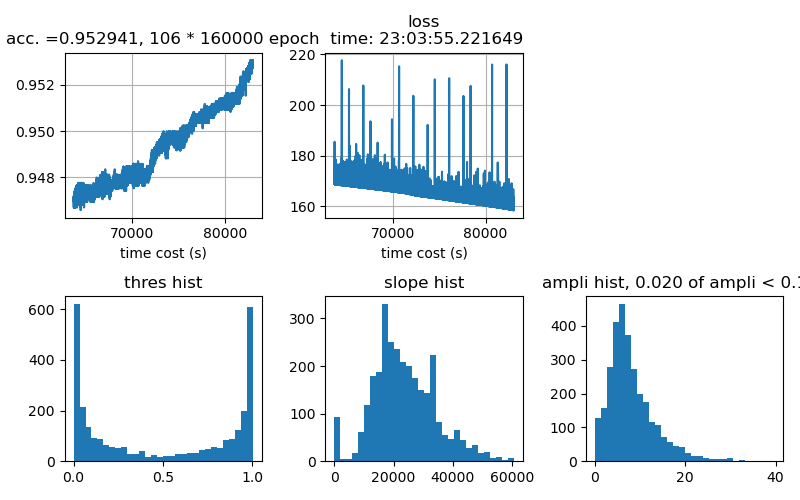 loss
acc. =0.952941, 106 * 160000 epoch time: 23:03:55.221649
0.952
0.950
0.948
70000 80000
time cost (s)
220
200
180
160
70000 80000
time cost (s)
thres hist
600
400
200
0
0.0 0.5 1.0
slope hist
300
200
100
0
0 20000 40000 60000
ampli hist, 0.020 of ampli < 0.1
400
300
200
100
0
0 20 40